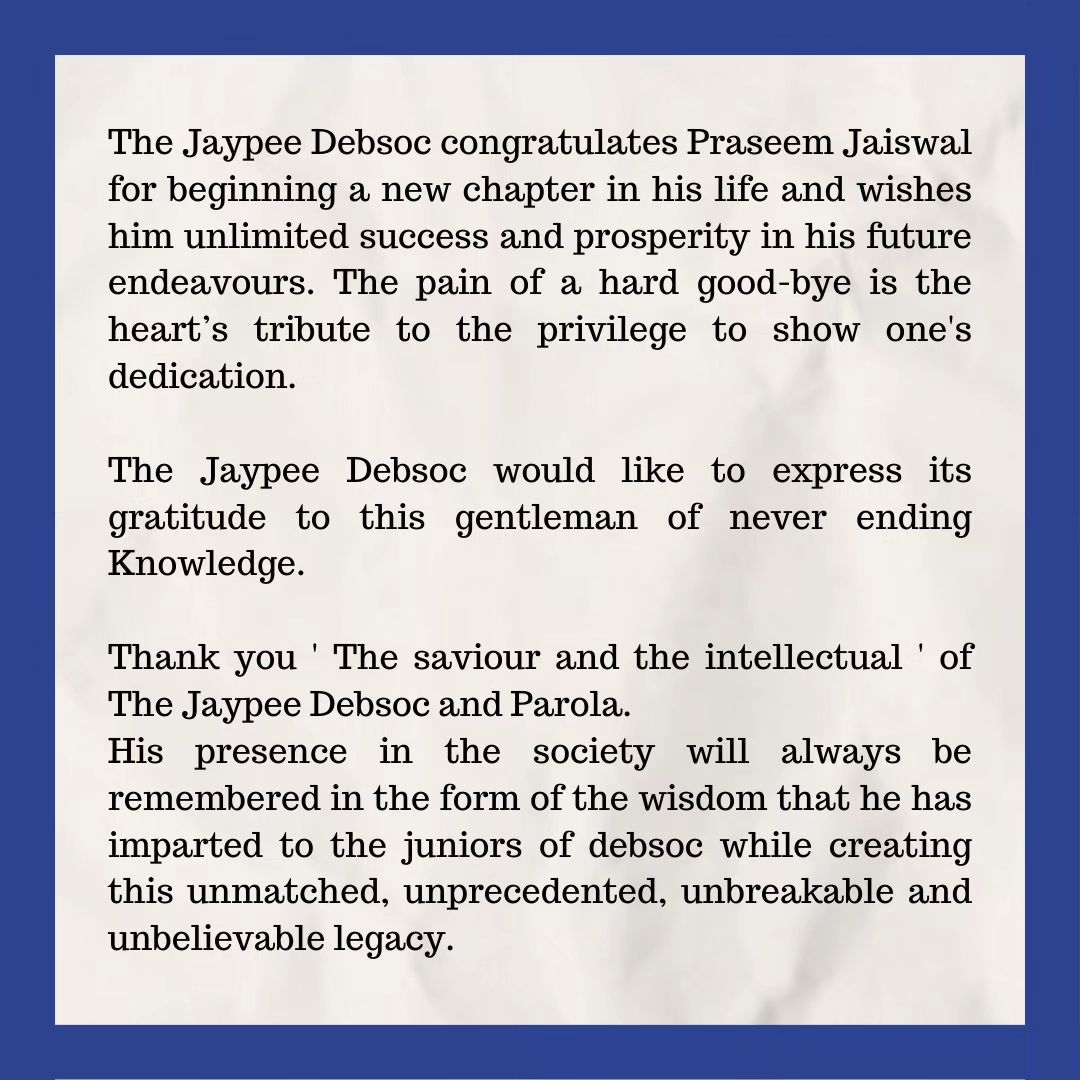 The Jaypee Debsoc congratulates Praseem Jaiswal
for beginning a new chapter in his life and wishes
him unlimited success and prosperity in his future
endeavours. The pain of a hard good-bye is the
heart’s tribute to the privilege to show one's
dedication.
The Jaypee Debsoc would like to express its
gratitude to this gentleman of never ending
Knowledge.
Thank you ' The saviour and the intellectual ' of
The Jaypee Debsoc and Parola.
His presence in the society will always be
remembered in the form of the wisdom that he has
imparted to the juniors of debsoc while creating
this unmatched, unprecedented, unbreakable and
unbelievable legacy.